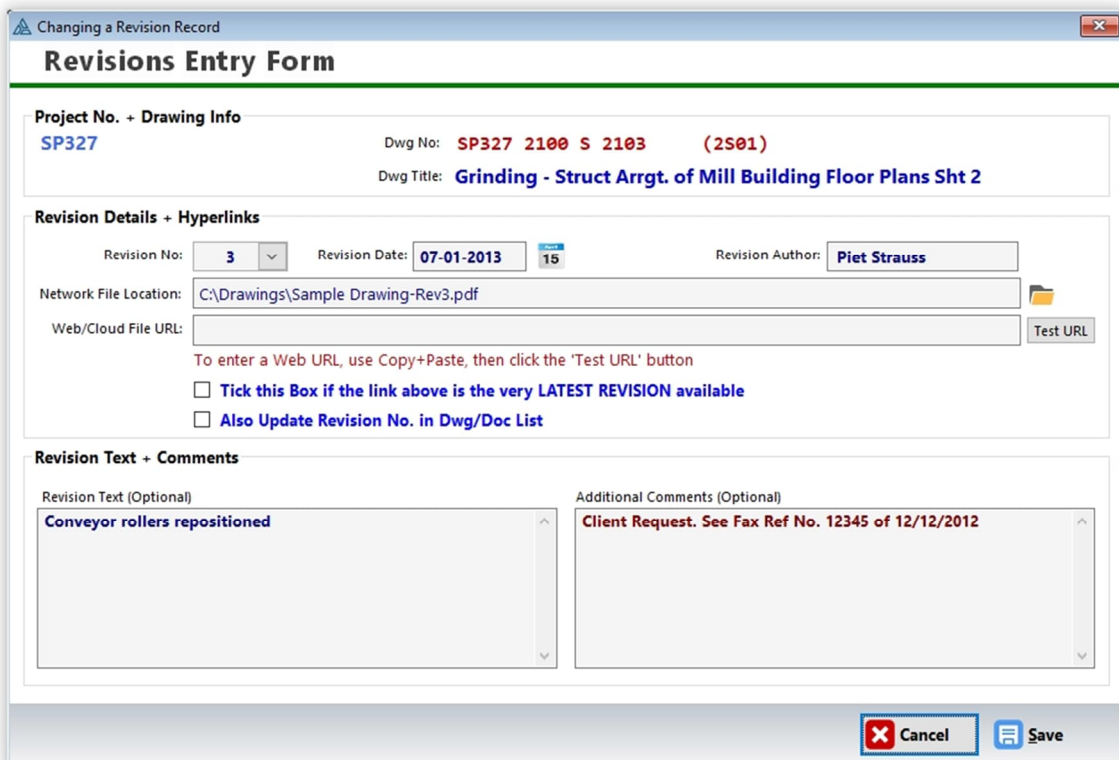 Changing a Revision Record
Revisions Entry Form
Project No. + Drawing Info
SP327
Dwg No: SP327 2100 S 2103 (2S01)
Dwg Title: Grinding - Struct Arrgt. of Mill Building Floor Plans Sht 2
Revision Details + Hyperlinks
Revision No: 3 Revision Date: 07-01-2013 April 15 Revision Author: Piet Strauss
Network File Location: C:\Drawings\Sample Drawing-Rev3.pdf
Web/Cloud File URL: Test URL
To enter a Web URL, use Copy+Paste, then click the 'Test URL' button
Tick this Box if the link above is the very LATEST REVISION available
Also Update Revision No. in Dwg/Doc List
Revision Text + Comments
Revision Text (Optional) Additional Comments (Optional)
Conveyor rollers repositioned Client Request. See Fax Ref No. 12345 of 12/12/2012
Cancel Save